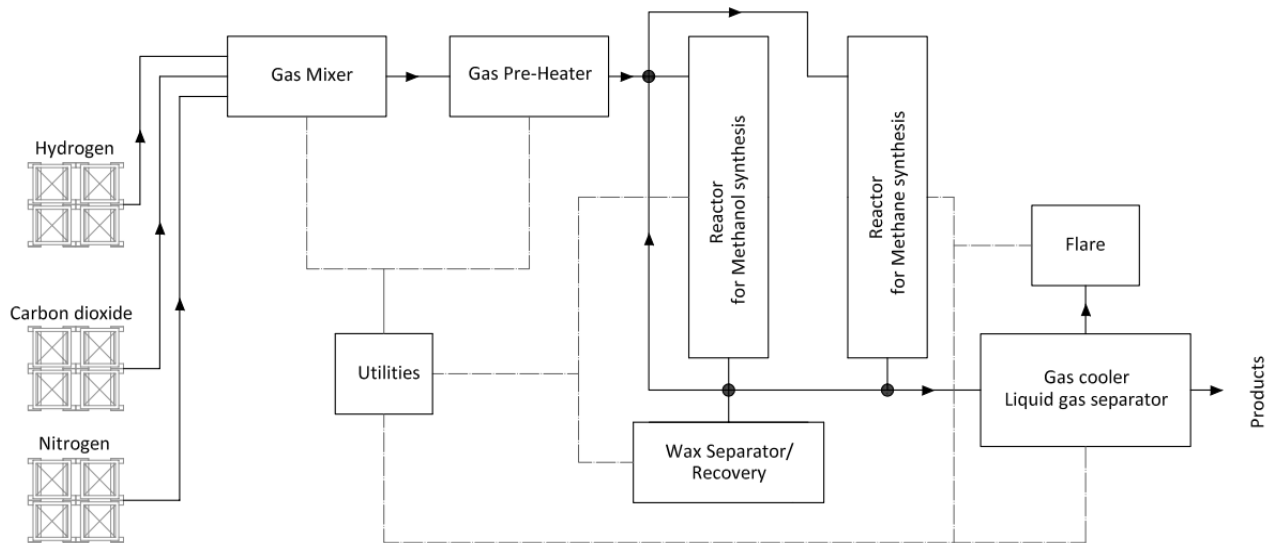 Gas Mixer
Gas Pre-Heater
Hydrogen
Carbon dioxide
Nitrogen
Utilities
Reactor
for Methanol synthesis
Reactor
for Methane synthesis
Wax Separator/
Recovery
Flare
Gas cooler
Liquid gas separator
Products